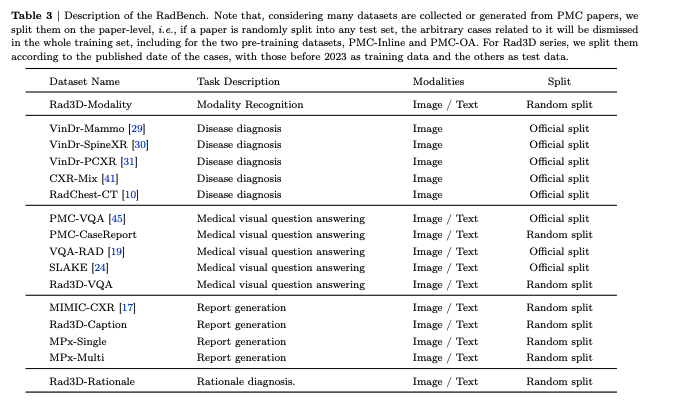 Table 3 | Description of the RadBench. Note that, considering many datasets are collected or generated from PMC papers, we
split them on the paper-level, i.e., if a paper is randomly split into any test set, the arbitrary cases related to it will be dismissed
in the whole training set, including for the two pre-training datasets, PMC-Inline and PMC-OA. For Rad3D series, we split them
according to the published date of the cases, with those before 2023 as training data and the others as test data.
Dataset Name Task Description Modalities Split
Rad3D-Modality Modality Recognition Image / Text Random split
VinDr-Mammo [29] Disease diagnosis Image Official split
VinDr-SpineXR [30] Disease diagnosis Image Official split
VinDr-PCXR [31] Disease diagnosis Image Official split
CXR-Mix [41] Disease diagnosis Image Official split
RadChest-CT [10] Disease diagnosis Image Official split
PMC-VQA [45] Medical visual question answering Image / Text Official split
PMC-CaseReport Medical visual question answering Image / Text Random split
VQA-RAD [19] Medical visual question answering Image / Text Official split
SLAKE [24] Medical visual question answering Image / Text Official split
Rad3D-VQA Medical visual question answering Image / Text Random split
MIMIC-CXR [17] Report generation Image / Text Random split
Rad3D-Caption Report generation Image / Text Random split
MPx-Single Report generation Image / Text Random split
MPx-Multi Report generation Image / Text Random split
Rad3D-Rationale Rationale diagnosis. Image / Text Random split